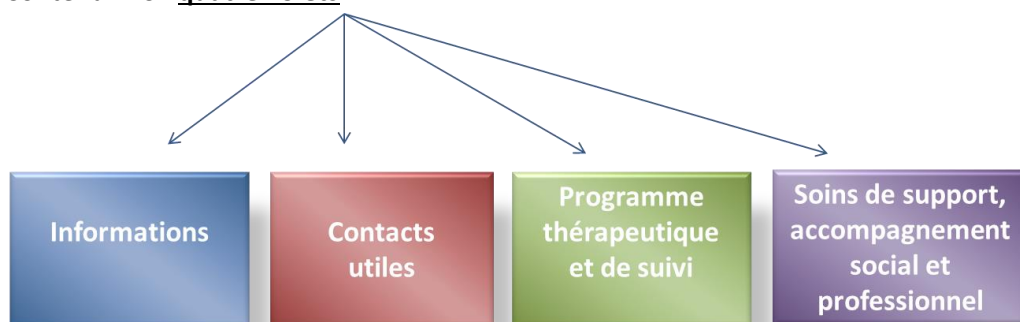 Informations
Contacts
utiles
Programme
thérapeutique
et de suivi
Soins de support,
accompagnement
social et
professionnel